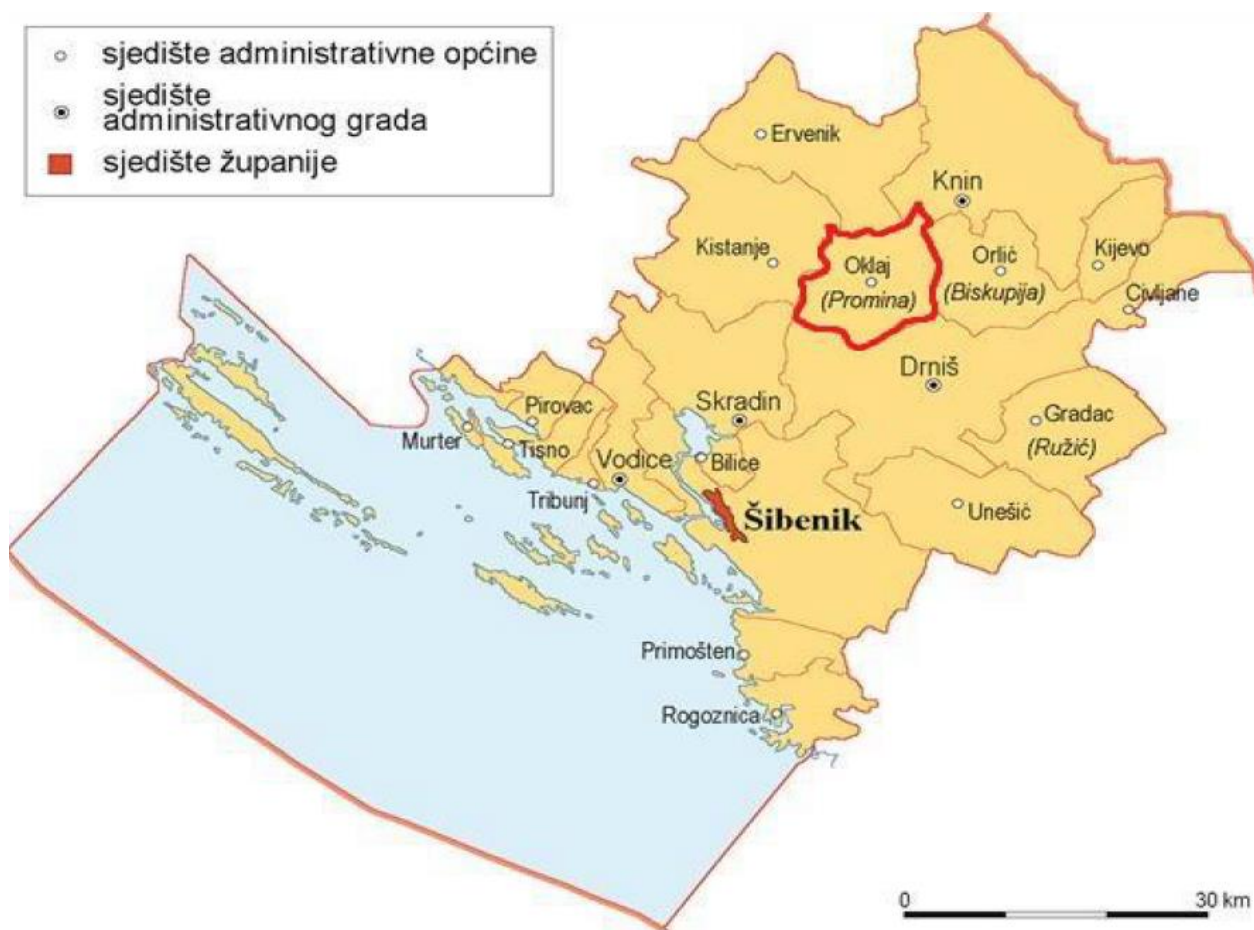 sjedište administrativne općine
sjedište
administrativnog grada
sjedište županije
Ervenik
Knin
Kistanje
Oklaj
(Promina)
Orlić
(Biskupija)
Kijevo
Civljane
Drniš
Skradin
Pirovac
Murter
Tisno
Vodice
Bilice
Gradac
(Ružić)
Tribunj
Šibenik
Unešić
Primošten
Rogoznica
0 30 km